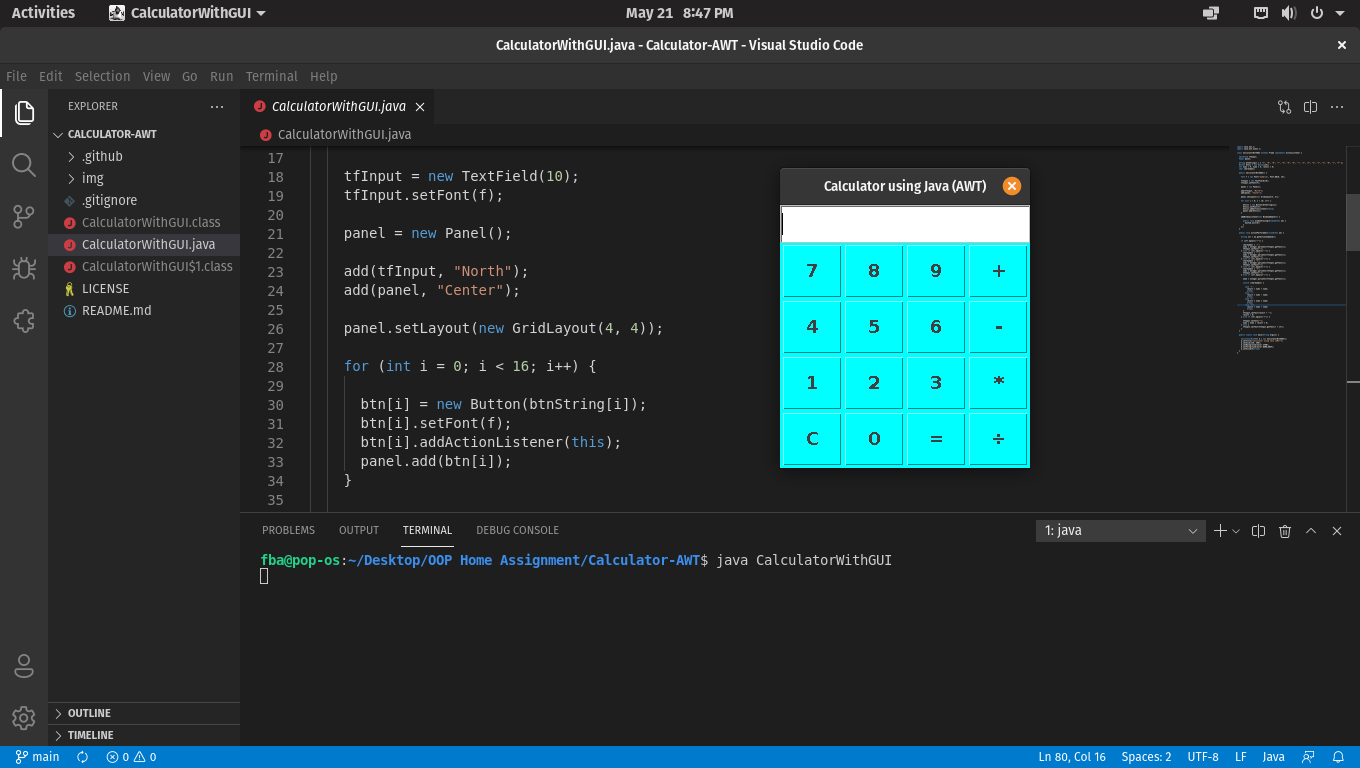 Activities CalculatorWithGUI May 21 8:47 PM
CalculatorWithGUI.java - Calculator-AWT - Visual Studio Code
File Edit Selection View Go Run Terminal Help
EXPLORER
CALCULATOR-AWT
.github
img
.gitignore
CalculatorWithGUI.class
CalculatorWithGUI.java
CalculatorWithGUI$1.class
LICENSE
README.md
OUTLINE
TIMELINE
CalculatorWithGUI.java
CalculatorWithGUI.java
17
18 tfInput = new TextField(10);
19 tfInput.setFont(f);
20
21 panel = new Panel();
22
23 add(tfInput, "North");
24 add(panel, "Center");
25
26 panel.setLayout(new GridLayout(4, 4));
27
28 for (int i = 0; i < 16; i++) {
29
30 btn[i] = new Button(btnString[i]);
31 btn[i].setFont(f);
32 btn[i].addActionListener(this);
33 panel.add(btn[i]);
34 }
35
Calculator using Java (AWT)
7 8 9 +
4 5 6 -
1 2 3 *
C 0 = ÷
PROBLEMS OUTPUT TERMINAL DEBUG CONSOLE 1: java
fba@pop-os:~/Desktop/OOP Home Assignment/Calculator-AWT$ java CalculatorWithGUI
main 0 0 Ln 80, Col 16 Spaces: 2 UTF-8 LF Java